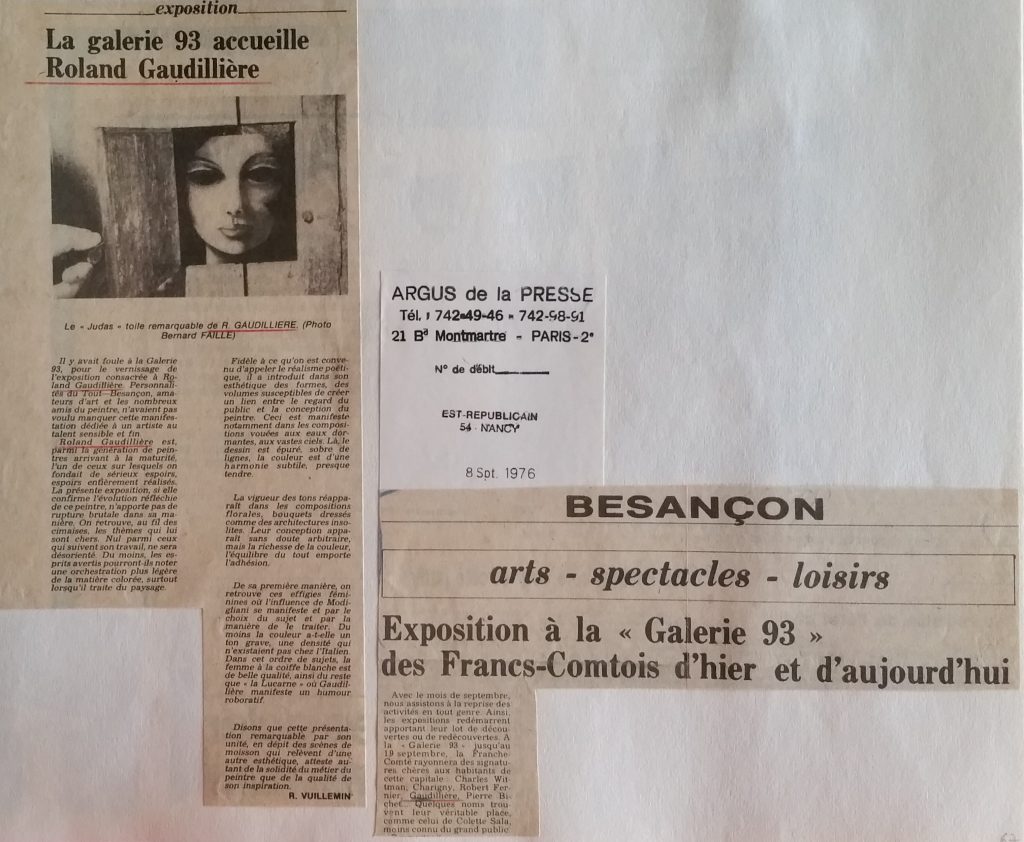 exposition
La galerie 93 accueille
Roland Gaudillière
Le « Judas » toile remarquable de R. GAUDILLIERE. (Photo
Bernard FAILLE)
Il y avait foule à la Galerie
93, pour le vernissage de
l'exposition consacrée à Ro-
land Gaudillière. Personnali-
tés du Tout-Besançon, ama-
teurs d'art et les nombreux
amis du peintre, n'avaient pas
voulu manquer cette manifes-
tation dédiée à un artiste au
talent sensible et fin.
Roland Gaudillière est,
parmi la génération de pein-
tres arrivant à la maturité,
l'un de ceux sur lesquels on
fondait de sérieux espoirs,
espoirs entièrement réalisés.
La présente exposition, si elle
confirme l'évolution réfléchie
de ce peintre, n'apporte pas de
rupture brutale dans sa ma-
nière. On retrouve, au fil des
cimaises, les thèmes qui lui
sont chers. Nul parmi ceux
qui suivent son travail, ne sera
désorienté. Du moins, les es-
prits avertis pourront-ils noter
une orchestration plus légère
de la matière colorée, surtout
lorsqu'il traite du paysage.
Fidèle à ce qu'on est conve-
nu d'appeler le réalisme poéti-
que, il a introduit dans son
esthétique des formes, des
volumes susceptibles de créer
un lien entre le regard du
public et la conception du
peintre. Ceci est manifeste
notamment dans les composi-
tions vouées aux eaux dor-
mantes, aux vastes ciels. Là, le
dessin est épuré, sobre de
lignes, la couleur est d'une
harmonie subtile, presque
tendre.
La vigueur des tons réappa-
raît dans les compositions
florales, bouquets dressés
comme des architectures inso-
lites. Leur conception appa-
raît sans doute arbitraire,
mais la richesse de la couleur,
l'équilibre du tout emporte
l'adhésion.
De sa première manière, on
retrouve ces effigies fémi-
nines où l'influence de Modi-
gliani se manifeste et par le
choix du sujet et par la
manière de le traiter. Du
moins la couleur a-t-elle un
ton grave, une densité qui
n'existaient pas chez l'Italien.
Dans cet ordre de sujets, la
femme à la coiffe blanche est
de belle qualité, ainsi du reste
que « la Lucarne » où Gaudil-
lière manifeste un humour
roboratif.
Disons que cette présenta-
tion remarquable par son
unité, en dépit des scènes de
moisson qui relèvent d'une
autre esthétique, atteste au-
tant de la solidité du métier du
peintre que de la qualité de
son inspiration.
R. VUILLEMIN
ARGUS de la PRESSE
Tél. : 742-49-46 - 742-98-91
21 Bd Montmartre - PARIS-2e
N° de débit
EST-REPUBLICAIN
54 - NANCY
8 Spt. 1976
BESANÇON
arts - spectacles - loisirs
Exposition à la « Galerie 93 »
des Francs-Comtois d'hier et d'aujourd'hui
Avec le mois de septembre,
nous assistons à la reprise des
activités en tout genre. Ainsi,
les expositions redémarrent
apportant leur lot de décou-
vertes ou de redécouvertes. A
la « Galerie 93 » jusqu'au
19 septembre, la Franche-
Comté rayonnera des signatu-
res chères aux habitants de
cette capitale : Charles Wit-
tman, Charigny, Robert Fer-
nier, Gaudillière, Pierre Bi-
chet. Quelques noms trou-
vent leur véritable place,
comme celui de Colette Sala,
moins connu du grand public